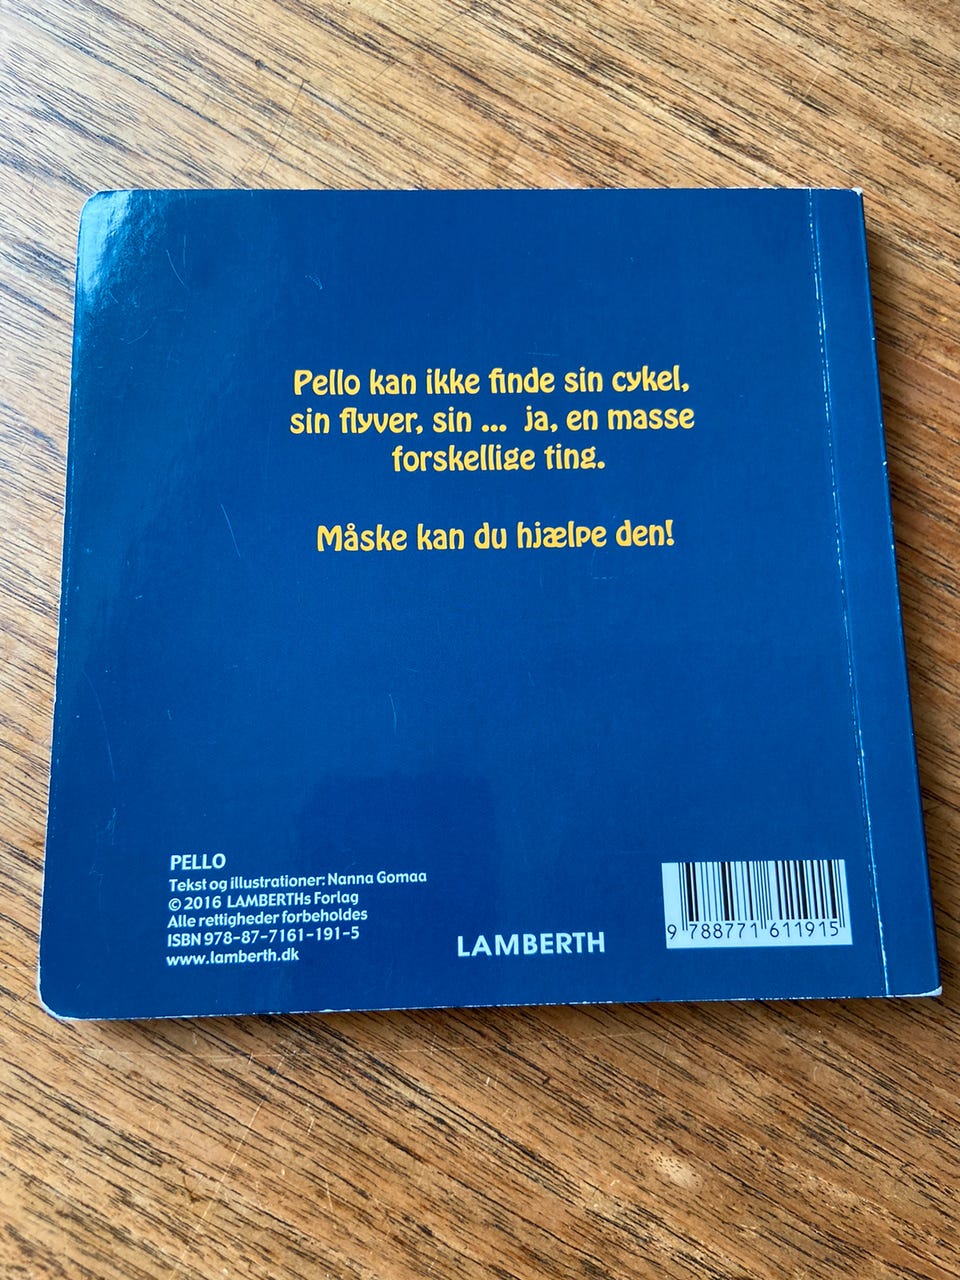 Pello kan ikke finde sin cykel,
sin flyver, sin ... ja, en masse
forskellige ting.
Måske kan du hjælpe den!
PELLO
Tekst og illustrationer: Nanna Gomaa
© 2016 LAMBERTHs Forlag
Alle rettigheder forbeholdes
ISBN 978-87-7161-191-5
www.lamberth.dk
LAMBERTH
9 788771 611915